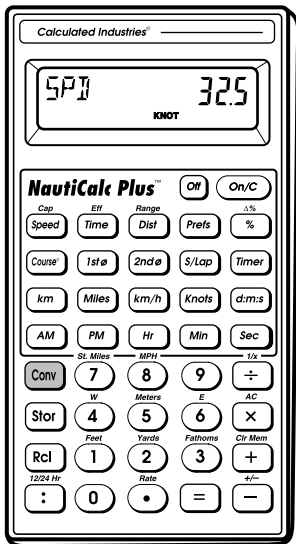 Calculated Industries®
SPD 32.5
KNOT
NautiCalc Plus™ Off On/C
Cap Eff Range Δ%
Speed Time Dist Prefs %
Course° 1stø 2ndø S/Lap Timer
km Miles km/h Knots d:m:s
AM PM Hr Min Sec
St. Miles MPH 1/x
Conv 7 8 9 ÷
W Meters E AC
Stor 4 5 6 ×
Feet Yards Fathoms Clr Mem
Rcl 1 2 3 +
12/24 Hr Rate +/−
: 0 • = −